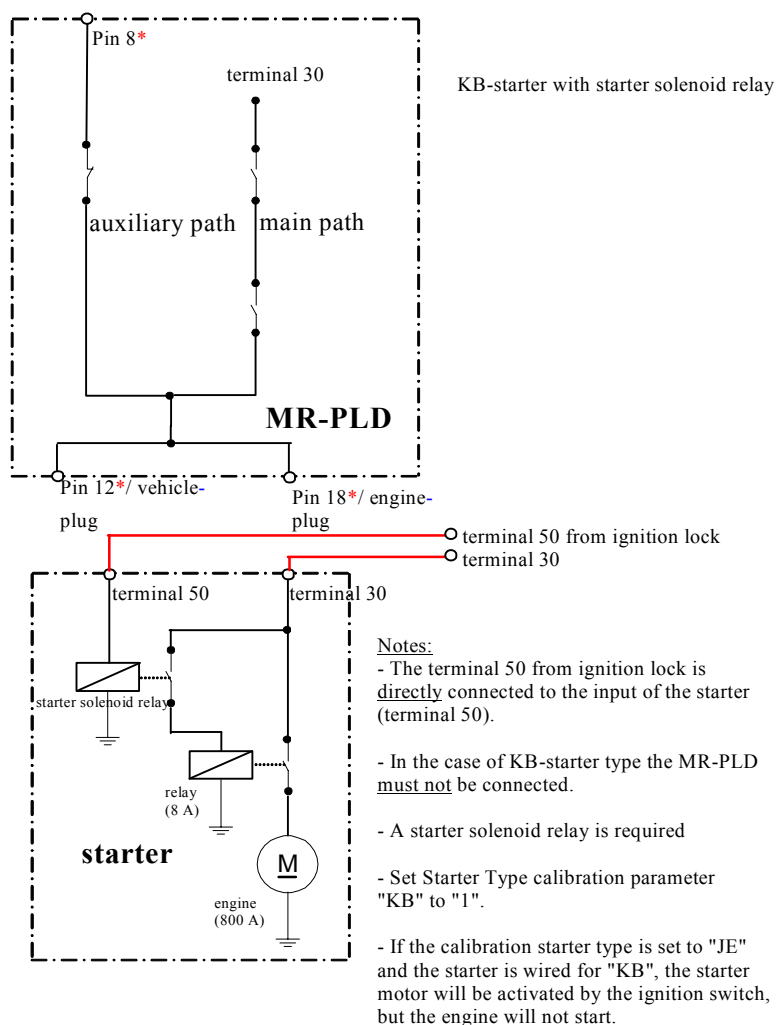 Pin 8*
terminal 30
KB-starter with starter solenoid relay
auxiliary path
main path
MR-PLD
Pin 12*/ vehicle-
plug
Pin 18*/ engine-
plug
terminal 50 from ignition lock
terminal 30
terminal 50
terminal 30
starter solenoid relay
relay
(8 A)
starter
M
engine
(800 A)
Notes:
- The terminal 50 from ignition lock is
directly connected to the input of the starter
(terminal 50).
- In the case of KB-starter type the MR-PLD
must not be connected.
- A starter solenoid relay is required
- Set Starter Type calibration parameter
"KB" to "1".
- If the calibration starter type is set to "JE"
and the starter is wired for "KB", the starter
motor will be activated by the ignition switch,
but the engine will not start.